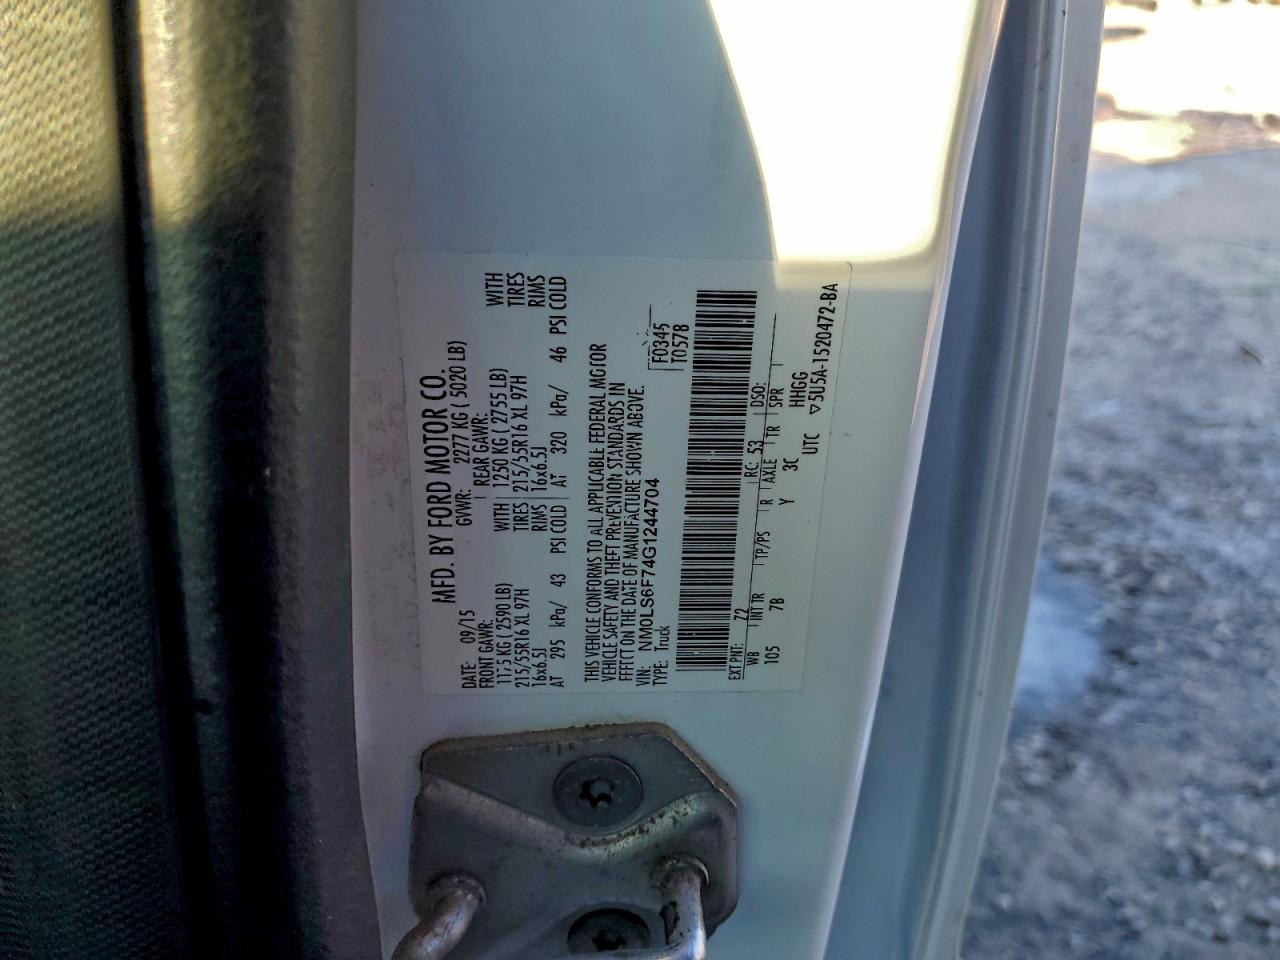 MFD. BY FORD MOTOR CO.
DATE: 09/15 GVWR: 2277 KG ( 5020 LB)
FRONT GAWR: REAR GAWR:
1175 KG ( 2590 LB) WITH 1250 KG ( 2755 LB) WITH
215/55R16 XL 97H TIRES 215/55R16 XL 97H TIRES
16x6.5J RIMS 16x6.5J RIMS
AT 295 kPa/ 43 PSI COLD AT 320 kPa/ 46 PSI COLD
THIS VEHICLE CONFORMS TO ALL APPLICABLE FEDERAL MOTOR
VEHICLE SAFETY AND THEFT PREVENTION STANDARDS IN
EFFECT ON THE DATE OF MANUFACTURE SHOWN ABOVE.
VIN: NM0LS6F74G1244704 F0345
TYPE: Truck T057B
EXT PNT: Z2 RC: 53 DSO:
WB INT TR TP/PS R AXLE TR SPR
105 7B Y 3C HHGG
UTC ▽5U5A-1520472-BA